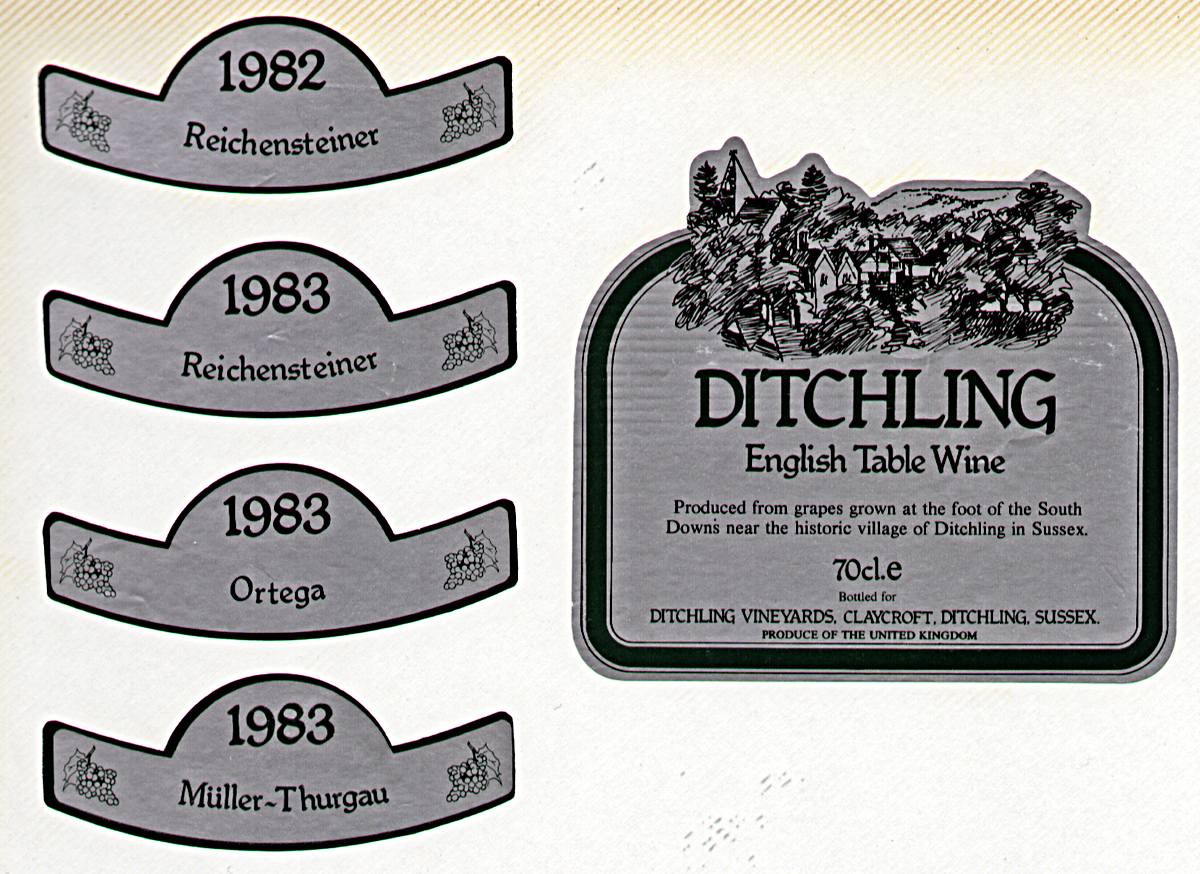 1982
Reichensteiner
1983
Reichensteiner
1983
Ortega
1983
Müller-Thurgau
DITCHLING
English Table Wine
Produced from grapes grown at the foot of the South
Downs near the historic village of Ditchling in Sussex.
70cl.e
Bottled for
DITCHLING VINEYARDS, CLAYCROFT, DITCHLING, SUSSEX.
PRODUCE OF THE UNITED KINGDOM